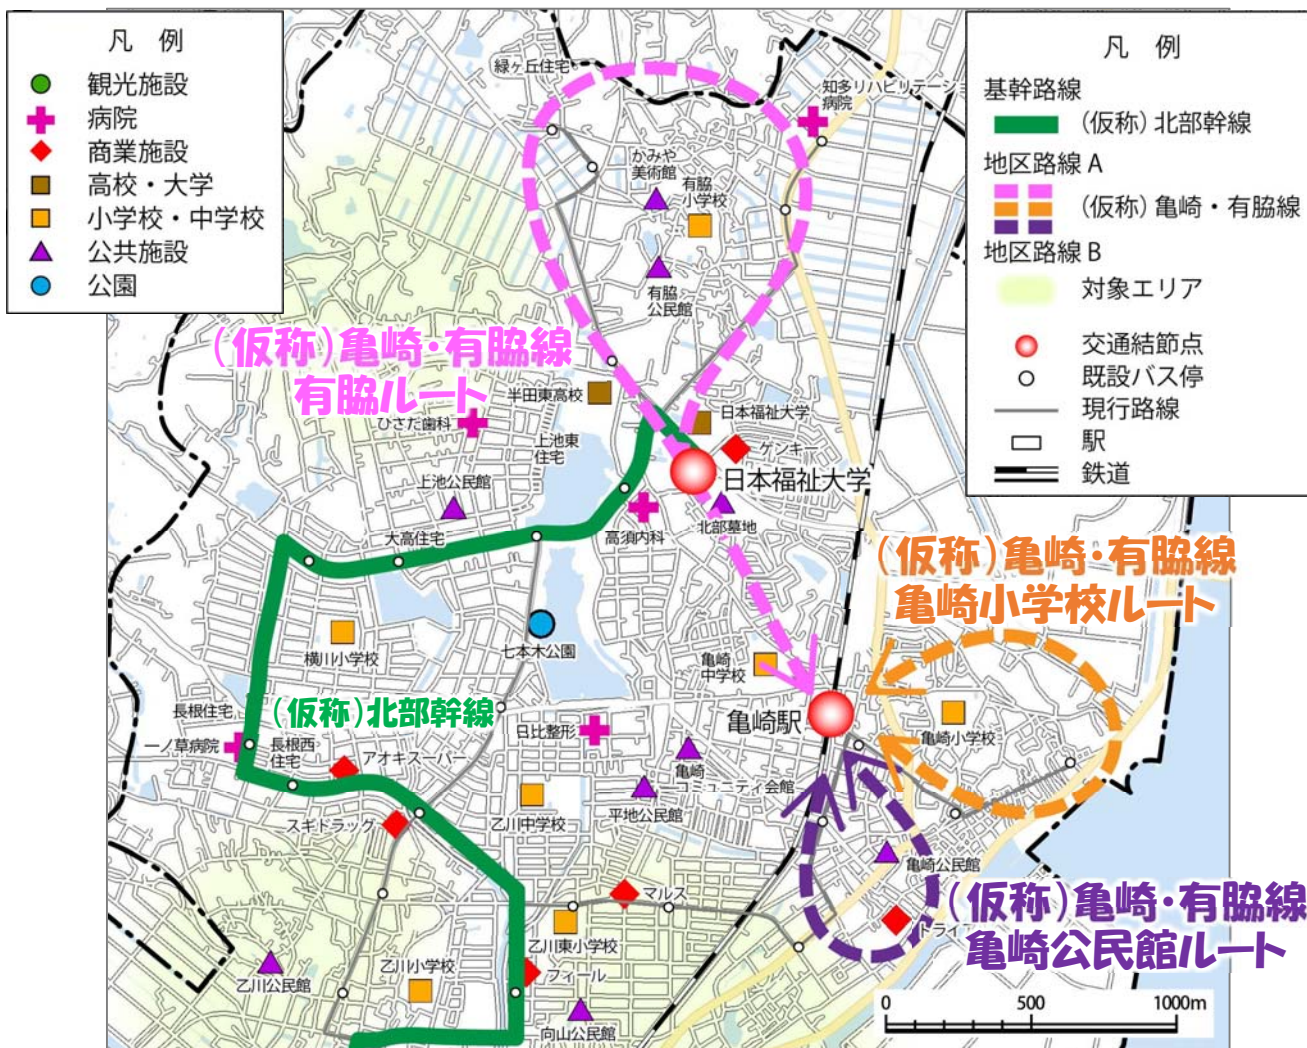 凡 例
観光施設
病院
商業施設
高校・大学
小学校・中学校
公共施設
公園
凡 例
基幹路線
(仮称) 北部幹線
地区路線 A
(仮称) 亀崎・有脇線
地区路線 B
対象エリア
交通結節点
既設バス停
現行路線
駅
鉄道
緑ヶ丘住宅
知多リハビリテーショ
病院
かみや
美術館
有脇
小学校
有脇
公民館
(仮称)亀崎・有脇線
有脇ルート
半田東高校
日本福祉大学
ひさだ歯科
上池東
住宅
ゲンキー
日本福祉大学
上池公民館
北部墓地
大高住宅
高須内科
(仮称)亀崎・有脇線
亀崎小学校ルート
横川小学校
七本木公園
亀崎
中学校
長根住宅
(仮称)北部幹線
亀崎駅
亀崎小学校
一ノ草病院
長根西
住宅
アオキスーパー
日比整形
亀崎
コミュニティ会館
スギドラッグ
乙川中学校
平地公民館
亀崎公民館
マルス
(仮称)亀崎・有脇線
亀崎公民館ルート
トライ
乙川東小学校
乙川公民館
乙川小学校
フィール
向山公民館
0 500 1000m